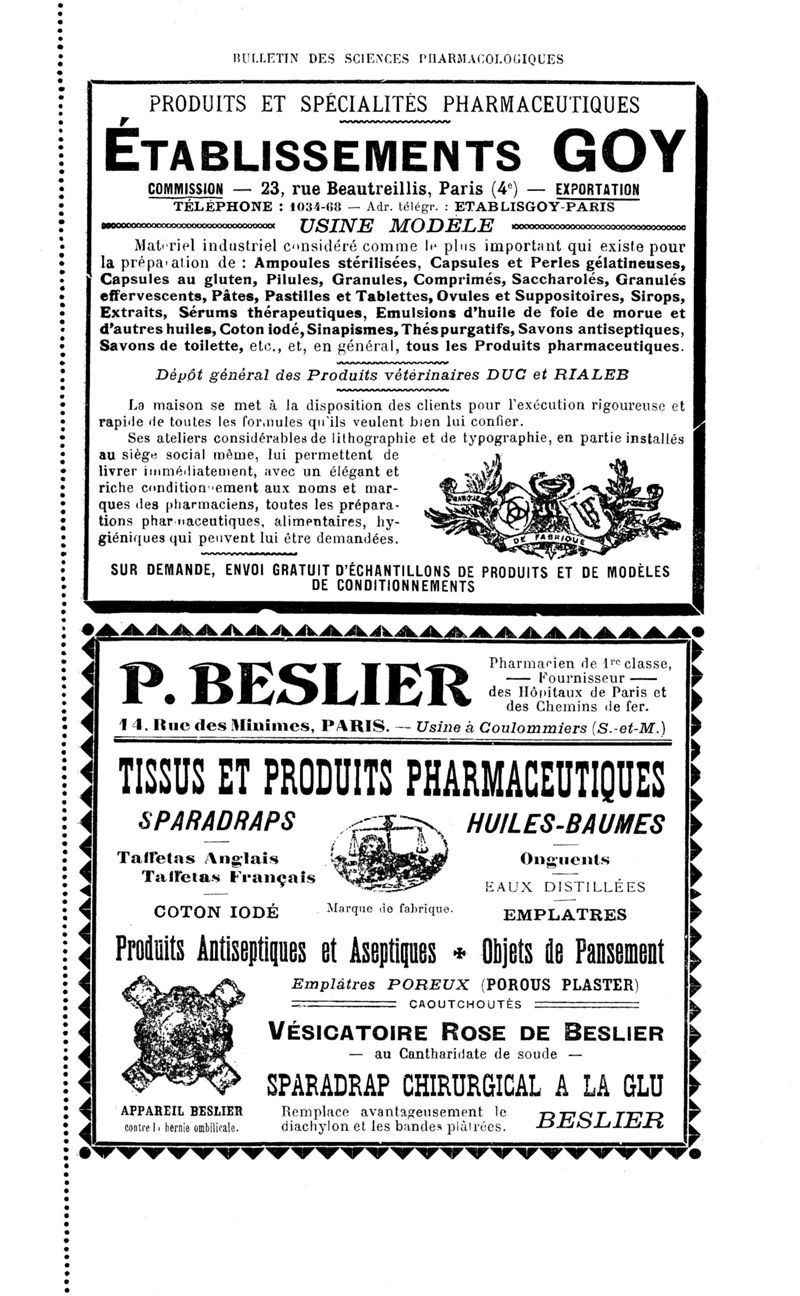 BULLETIN DES SCIENCES PHARMACOLOGIQUES
PRODUITS ET SPÉCIALITÉS PHARMACEUTIQUES
ÉTABLISSEMENTS GOY
COMMISSION — 23, rue Beautreillis, Paris (4e) — EXPORTATION
TÉLÉPHONE : 1034-68 — Adr. télégr. : ETABLISGOY-PARIS
USINE MODÈLE
Matériel industriel considéré comme le plus important qui existe pour
la préparation de : Ampoules stérilisées, Capsules et Perles gélatineuses,
Capsules au gluten, Pilules, Granules, Comprimés, Saccharolés, Granulés
effervescents, Pâtes, Pastilles et Tablettes, Ovules et Suppositoires, Sirops,
Extraits, Sérums thérapeutiques, Emulsions d'huile de foie de morue et
d'autres huiles, Coton iodé, Sinapismes, Thés purgatifs, Savons antiseptiques,
Savons de toilette, etc., et, en général, tous les Produits pharmaceutiques.
Dépôt général des Produits vétérinaires DUC et RIALEB
La maison se met à la disposition des clients pour l'exécution rigoureuse et
rapide de toutes les formules qu'ils veulent bien lui confier.
Ses ateliers considérables de lithographie et de typographie, en partie installés
au siège social même, lui permettent de
livrer immédiatement, avec un élégant et
riche conditionnement aux noms et mar-
ques des pharmaciens, toutes les prépara-
tions pharmaceutiques, alimentaires, hy-
giéniques qui peuvent lui être demandées.
MARQUE DE FABRIQUE
SUR DEMANDE, ENVOI GRATUIT D'ÉCHANTILLONS DE PRODUITS ET DE MODÈLES
DE CONDITIONNEMENTS
P. BESLIER
Pharmacien de 1re classe,
— Fournisseur —
des Hôpitaux de Paris et
des Chemins de fer.
14, Rue des Minimes, PARIS. — Usine à Coulommiers (S.-et-M.)
TISSUS ET PRODUITS PHARMACEUTIQUES
SPARADRAPS
Taffetas Anglais
Taffetas Français
COTON IODÉ
Marque de fabrique.
HUILES-BAUMES
Onguents
EAUX DISTILLÉES
EMPLATRES
Produits Antiseptiques et Aseptiques ✠ Objets de Pansement
Emplâtres POREUX (POROUS PLASTER)
CAOUTCHOUTÉS
VÉSICATOIRE ROSE DE BESLIER
— au Cantharidate de soude —
SPARADRAP CHIRURGICAL A LA GLU
APPAREIL BESLIER
contre la hernie ombilicale.
Remplace avantageusement le
diachylon et les bandes plâtrées.
BESLIER